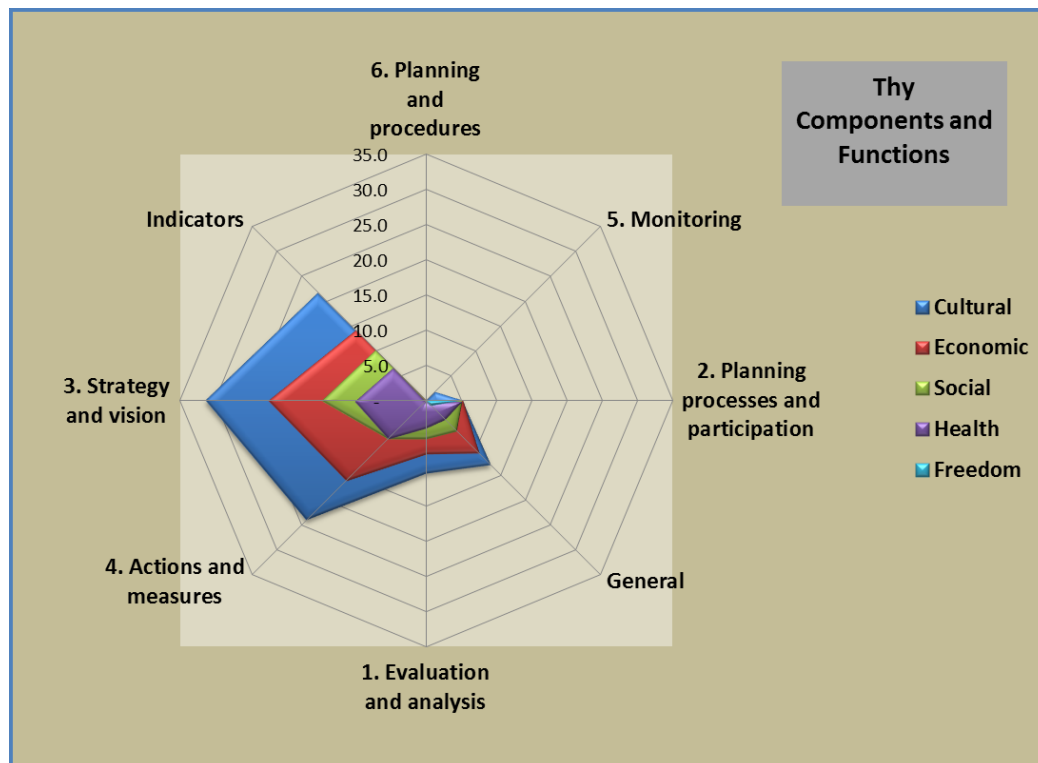 6. Planning
and
procedures
Thy
Components and
Functions
35.0
30.0
25.0
20.0
15.0
10.0
5.0
-
Indicators
5. Monitoring
3. Strategy
and vision
2. Planning
processes and
participation
4. Actions and
measures
General
1. Evaluation
and analysis
Cultural
Economic
Social
Health
Freedom